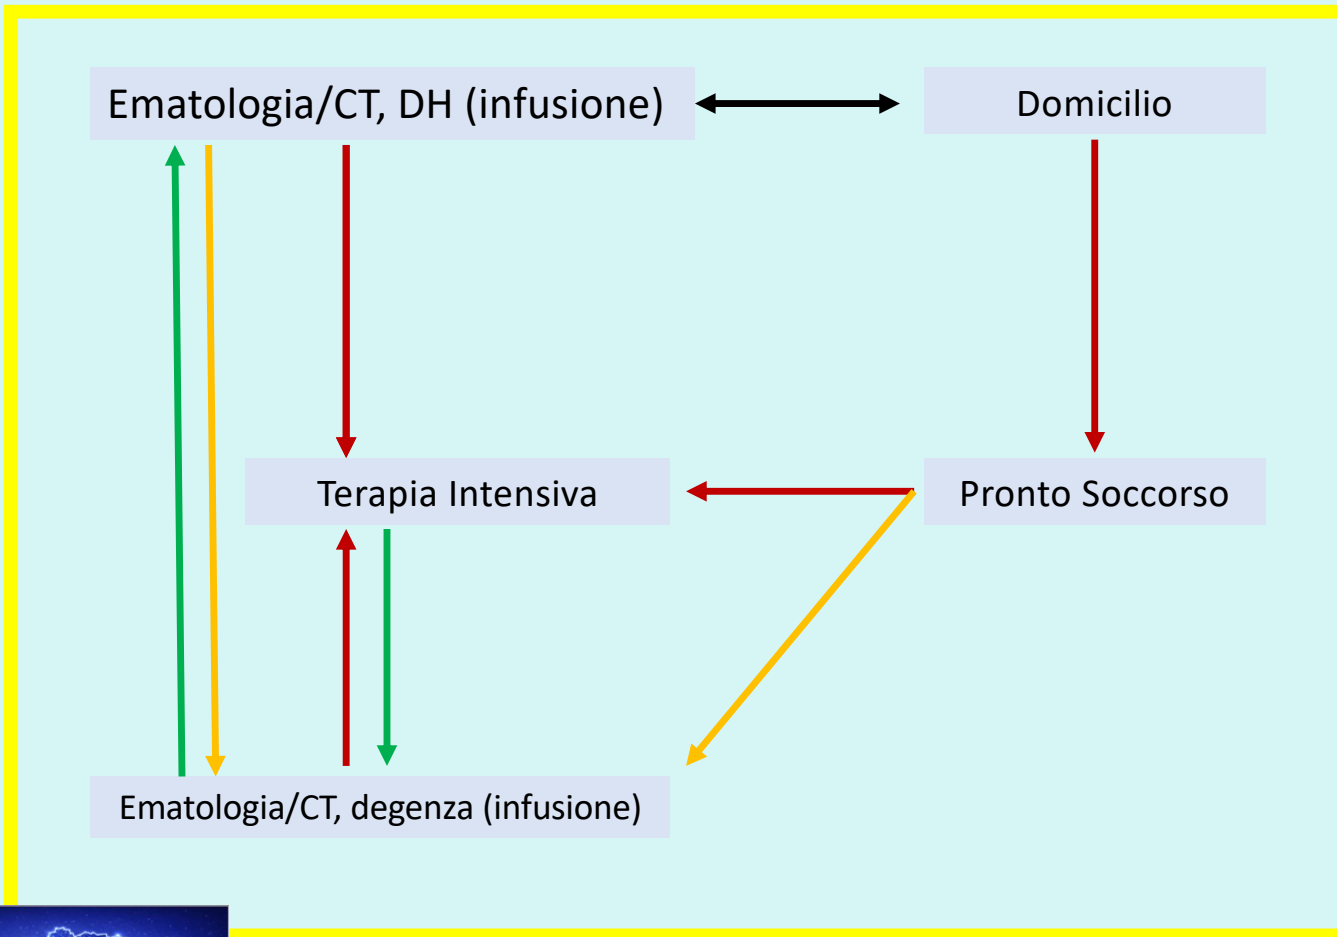 Ematologia/CT, DH (infusione)
Domicilio
Terapia Intensiva
Pronto Soccorso
Ematologia/CT, degenza (infusione)